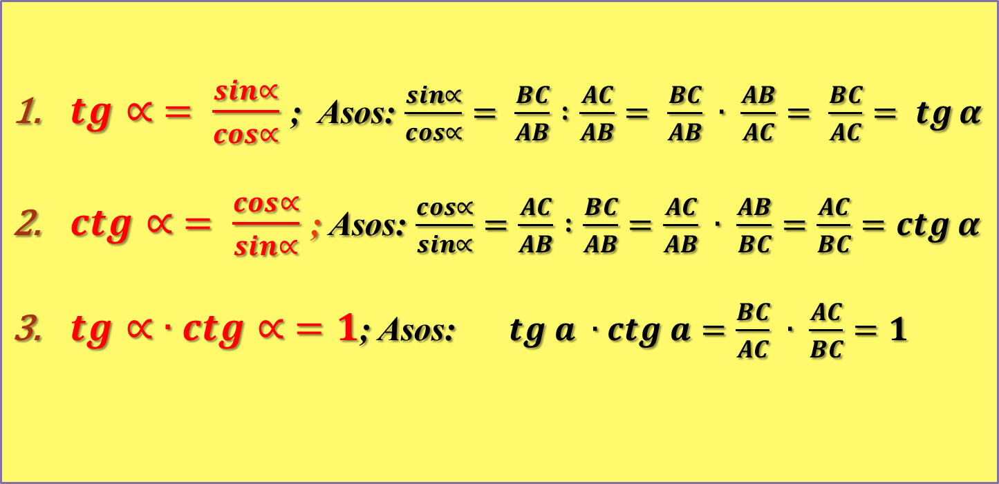 1. tg ∝ = sin∝/cos∝ ; Asos: sin∝/cos∝ = BC/AB : AC/AB = BC/AB · AB/AC = BC/AC = tg α
2. ctg ∝ = cos∝/sin∝ ; Asos: cos∝/sin∝ = AC/AB : BC/AB = AC/AB · AB/BC = AC/BC = ctg α
3. tg ∝ · ctg ∝ = 1; Asos: tg a · ctg a = BC/AC · AC/BC = 1